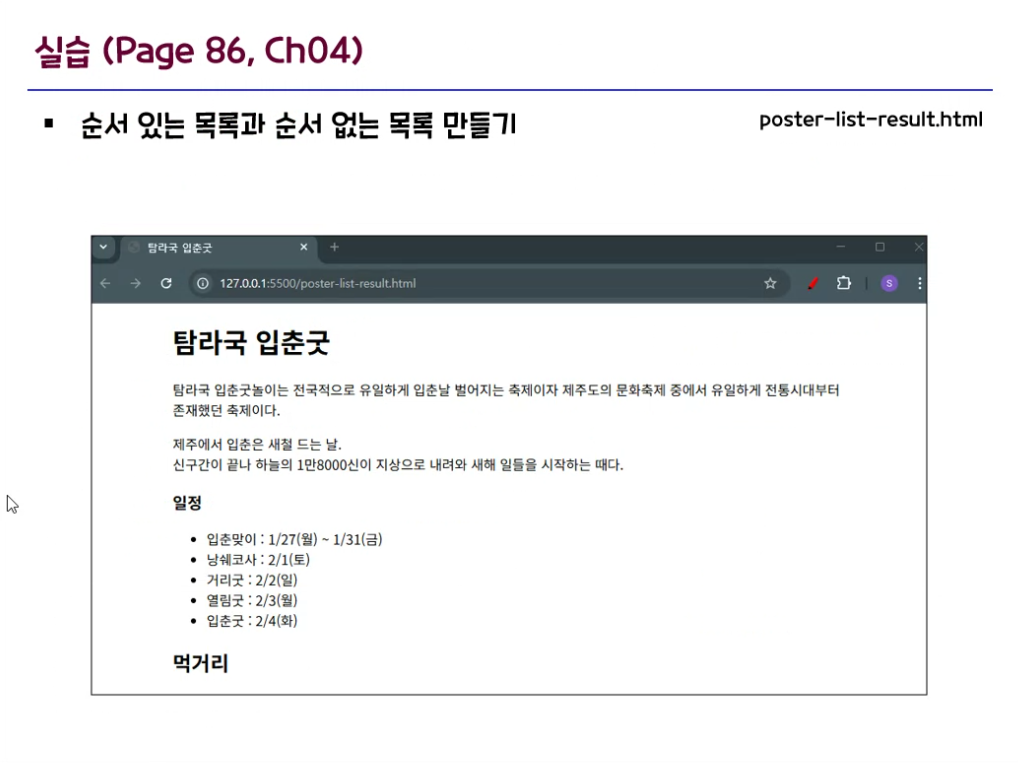 실습 (Page 86, Ch04)
▪ 순서 있는 목록과 순서 없는 목록 만들기
poster-list-result.html
탐라국 입춘굿
127.0.0.1:5500/poster-list-result.html
S
탐라국 입춘굿
탐라국 입춘굿놀이는 전국적으로 유일하게 입춘날 벌어지는 축제이자 제주도의 문화축제 중에서 유일하게 전통시대부터
존재했던 축제이다.
제주에서 입춘은 새철 드는 날.
신구간이 끝나 하늘의 1만8000신이 지상으로 내려와 새해 일들을 시작하는 때다.
일정
• 입춘맞이 : 1/27(월) ~ 1/31(금)
• 낭쉐코사 : 2/1(토)
• 거리굿 : 2/2(일)
• 열림굿 : 2/3(월)
• 입춘굿 : 2/4(화)
먹거리